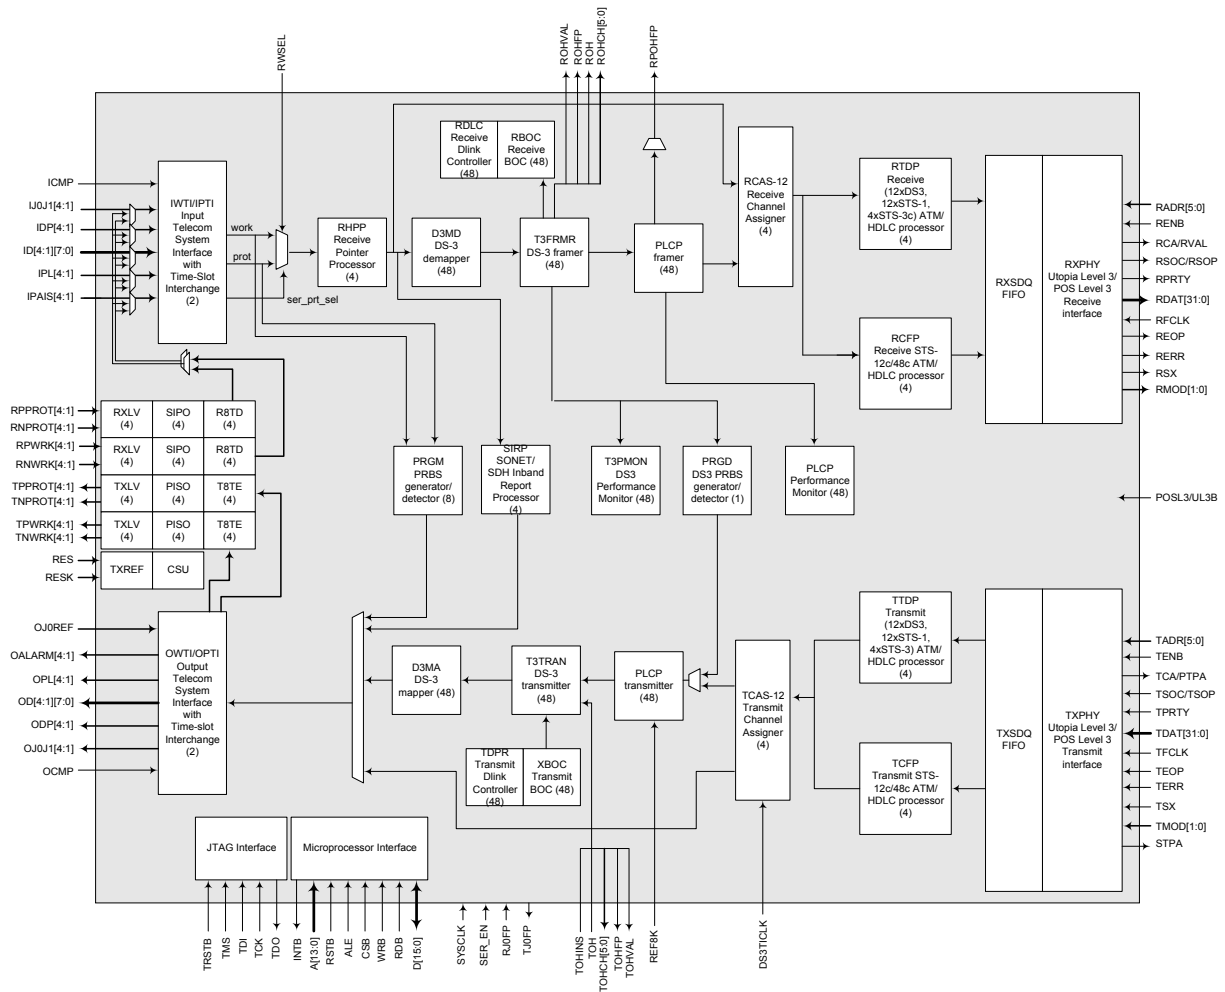 ROHVAL
ROHFP
ROH
ROHCH[5:0]
RPOHFP
RWSEL
ICMP
IJ0J1[4:1]
IDP[4:1]
ID[4:1][7:0]
IPL[4:1]
IPAIS[4:1]
IWTI/IPTI
Input
Telecom
System
Interface
with
Time-Slot
Interchange
(2)
work
prot
ser_prt_sel
RHPP
Receive
Pointer
Processor
(4)
D3MD
DS-3
demapper
(48)
RDLC
Receive
Dlink
Controller
(48)
RBOC
Receive
BOC (48)
T3FRMR
DS-3 framer
(48)
PLCP
framer
(48)
RCAS-12
Receive
Channel
Assigner
(4)
RTDP
Receive
(12xDS3,
12xSTS-1,
4xSTS-3c) ATM/
HDLC processor
(4)
RCFP
Receive STS-
12c/48c ATM/
HDLC processor
(4)
RXSDQ
FIFO
RXPHY
Utopia Level 3/
POS Level 3
Receive
interface
RADR[5:0]
RENB
RCA/RVAL
RSOC/RSOP
RPRTY
RDAT[31:0]
RFCLK
REOP
RERR
RSX
RMOD[1:0]
RPPROT[4:1]
RNPROT[4:1]
RPWRK[4:1]
RNWRK[4:1]
TPPROT[4:1]
TNPROT[4:1]
TPWRK[4:1]
TNWRK[4:1]
RES
RESK
RXLV
(4)
SIPO
(4)
R8TD
(4)
RXLV
(4)
SIPO
(4)
R8TD
(4)
TXLV
(4)
PISO
(4)
T8TE
(4)
TXLV
(4)
PISO
(4)
T8TE
(4)
TXREF
CSU
PRGM
PRBS
generator/
detector (8)
SIRP
SONET/
SDH Inband
Report
Processor
(4)
T3PMON
DS3
Performance
Monitor (48)
PRGD
DS3 PRBS
generator/
detector (1)
PLCP
Performance
Monitor (48)
POSL3/UL3B
OJ0REF
OALARM[4:1]
OPL[4:1]
OD[4:1][7:0]
ODP[4:1]
OJ0J1[4:1]
OCMP
OWTI/OPTI
Output
Telecom
System
Interface
with
Time-slot
Interchange
(2)
D3MA
DS-3
mapper (48)
T3TRAN
DS-3
transmitter
(48)
PLCP
transmitter
(48)
TDPR
Transmit
Dlink
Controller
(48)
XBOC
Transmit
BOC (48)
TCAS-12
Transmit
Channel
Assigner
(4)
TTDP
Transmit
(12xDS3,
12xSTS-1,
4xSTS-3) ATM/
HDLC processor
(4)
TCFP
Transmit STS-
12c/48c ATM/
HDLC processor
(4)
TXSDQ
FIFO
TXPHY
Utopia Level 3/
POS Level 3
Transmit
interface
TADR[5:0]
TENB
TCA/PTPA
TSOC/TSOP
TPRTY
TDAT[31:0]
TFCLK
TEOP
TERR
TSX
TMOD[1:0]
STPA
JTAG Interface
Microprocessor Interface
TRSTB
TMS
TDI
TCK
TDO
INTB
A[13:0]
RSTB
ALE
CSB
WRB
RDB
D[15:0]
SYSCLK
SER_EN
RJ0FP
TJ0FP
TOHINS
TOH
TOHCH[5:0]
TOHFP
TOHVAL
REF8K
DS3TICLK